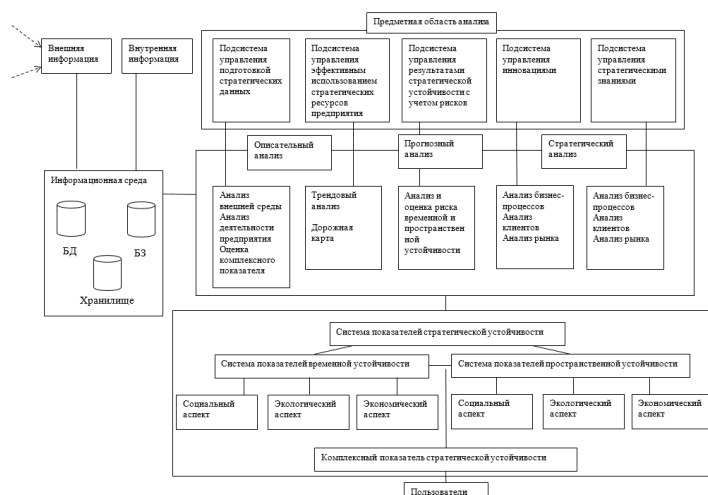 Предметная область анализа
Внешняя
информация
Внутренняя
информация
Подсистема
управления
подготовкой
стратегических
данных
Подсистема
управления
эффективным
использованием
стратегических
ресурсов
предприятия
Подсистема
управления
результатами
стратегической
устойчивости с
учетом рисков
Подсистема
управления
инновациями
Подсистема
управления
стратегическими
знаниями
Описательный
анализ
Прогнозный
анализ
Стратегический
анализ
Информационная среда
БД
БЗ
Хранилище
Анализ
внешней среды
Анализ
деятельности
предприятия
Оценка
комплексного
показателя
Трендовый
анализ
Дорожная
карта
Анализ и
оценка риска
временной и
пространствен
ной
устойчивости
Анализ бизнес-
процессов
Анализ
клиентов
Анализ рынка
Анализ бизнес-
процессов
Анализ
клиентов
Анализ рынка
Система показателей стратегической устойчивости
Система показателей временной устойчивости
Система показателей пространственной устойчивости
Социальный
аспект
Экологический
аспект
Экономический
аспект
Социальный
аспект
Экологический
аспект
Экономический
аспект
Комплексный показатель стратегической устойчивости
Пользователи